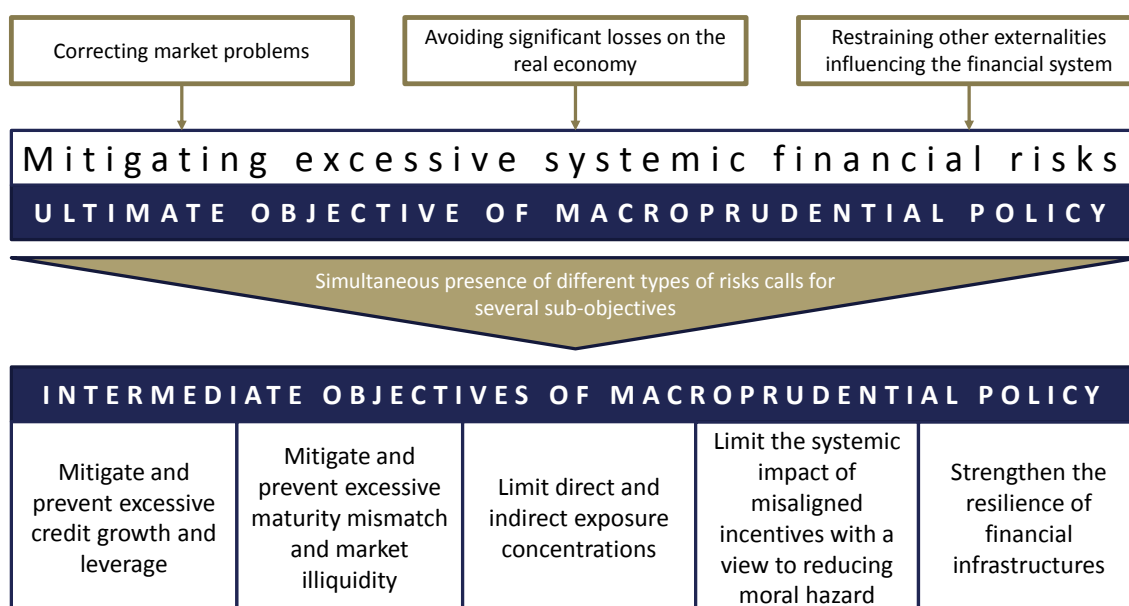 Correcting market problems
Avoiding significant losses on the
real economy
Restraining other externalities
influencing the financial system
Mitigating excessive systemic financial risks
ULTIMATE OBJECTIVE OF MACROPRUDENTIAL POLICY
Simultaneous presence of different types of risks calls for
several sub-objectives
INTERMEDIATE OBJECTIVES OF MACROPRUDENTIAL POLICY
Mitigate and
prevent excessive
credit growth and
leverage
Mitigate and
prevent excessive
maturity mismatch
and market
illiquidity
Limit direct and
indirect exposure
concentrations
Limit the systemic
impact of
misaligned
incentives with a
view to reducing
moral hazard
Strengthen the
resilience of
financial
infrastructures